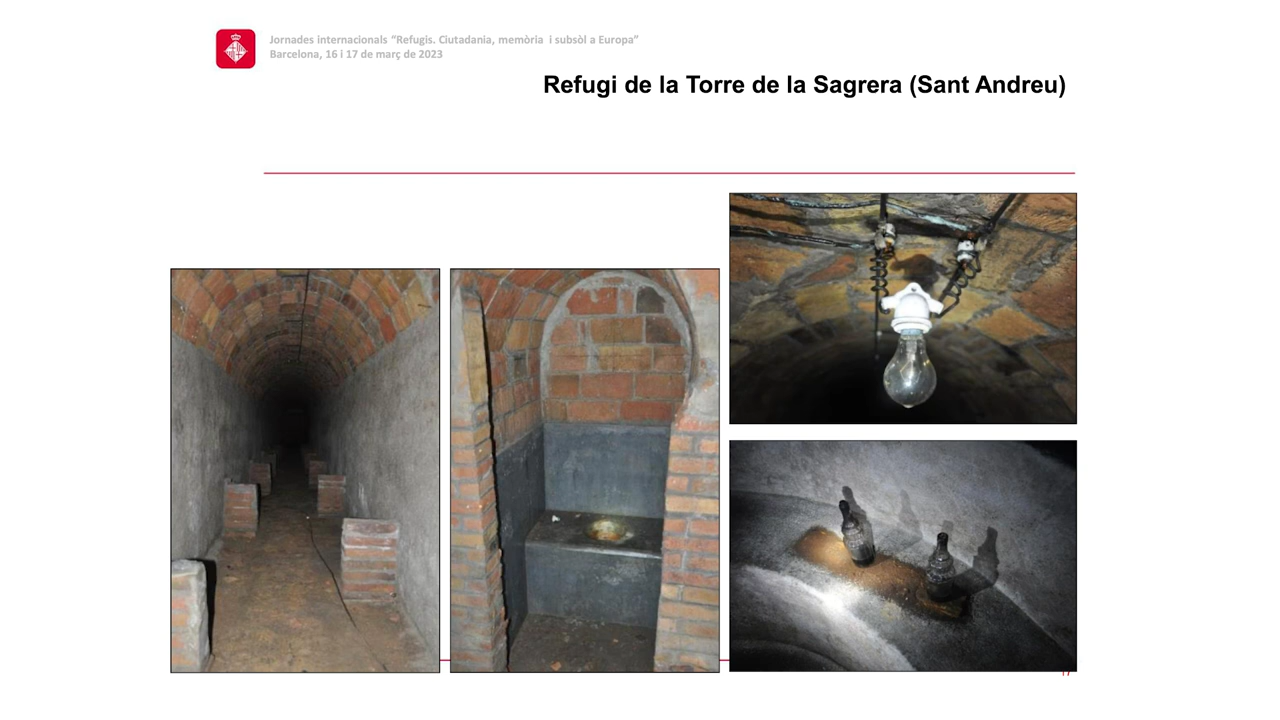 Jornades internacionals “Refugis. Ciutadania, memòria i subsòl a Europa”
Barcelona, 16 i 17 de març de 2023
Refugi de la Torre de la Sagrera (Sant Andreu)